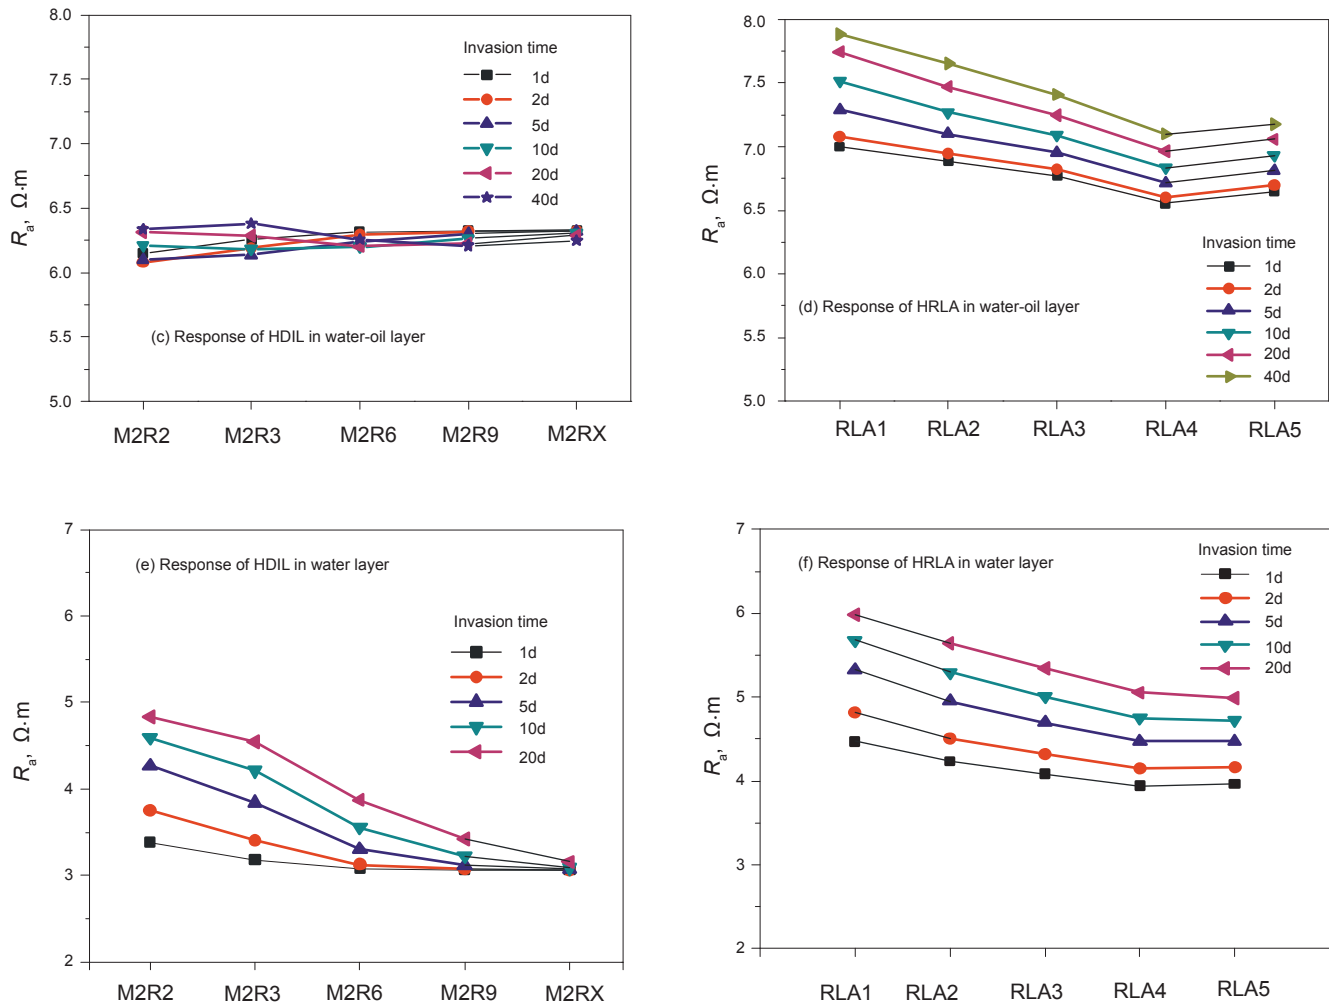 8.0
7.5
7.0
6.5
6.0
5.5
5.0
Rₐ, Ω·m
Invasion time
1d
2d
5d
10d
20d
40d
(c) Response of HDIL in water-oil layer
M2R2 M2R3 M2R6 M2R9 M2RX
8.0
7.5
7.0
6.5
6.0
5.5
5.0
Rₐ, Ω·m
Invasion time
1d
2d
5d
10d
20d
40d
(d) Response of HRLA in water-oil layer
RLA1 RLA2 RLA3 RLA4 RLA5
7
6
5
4
3
2
Rₐ, Ω·m
(e) Response of HDIL in water layer
Invasion time
1d
2d
5d
10d
20d
M2R2 M2R3 M2R6 M2R9 M2RX
7
6
5
4
3
2
Rₐ, Ω·m
(f) Response of HRLA in water layer
Invasion time
1d
2d
5d
10d
20d
RLA1 RLA2 RLA3 RLA4 RLA5